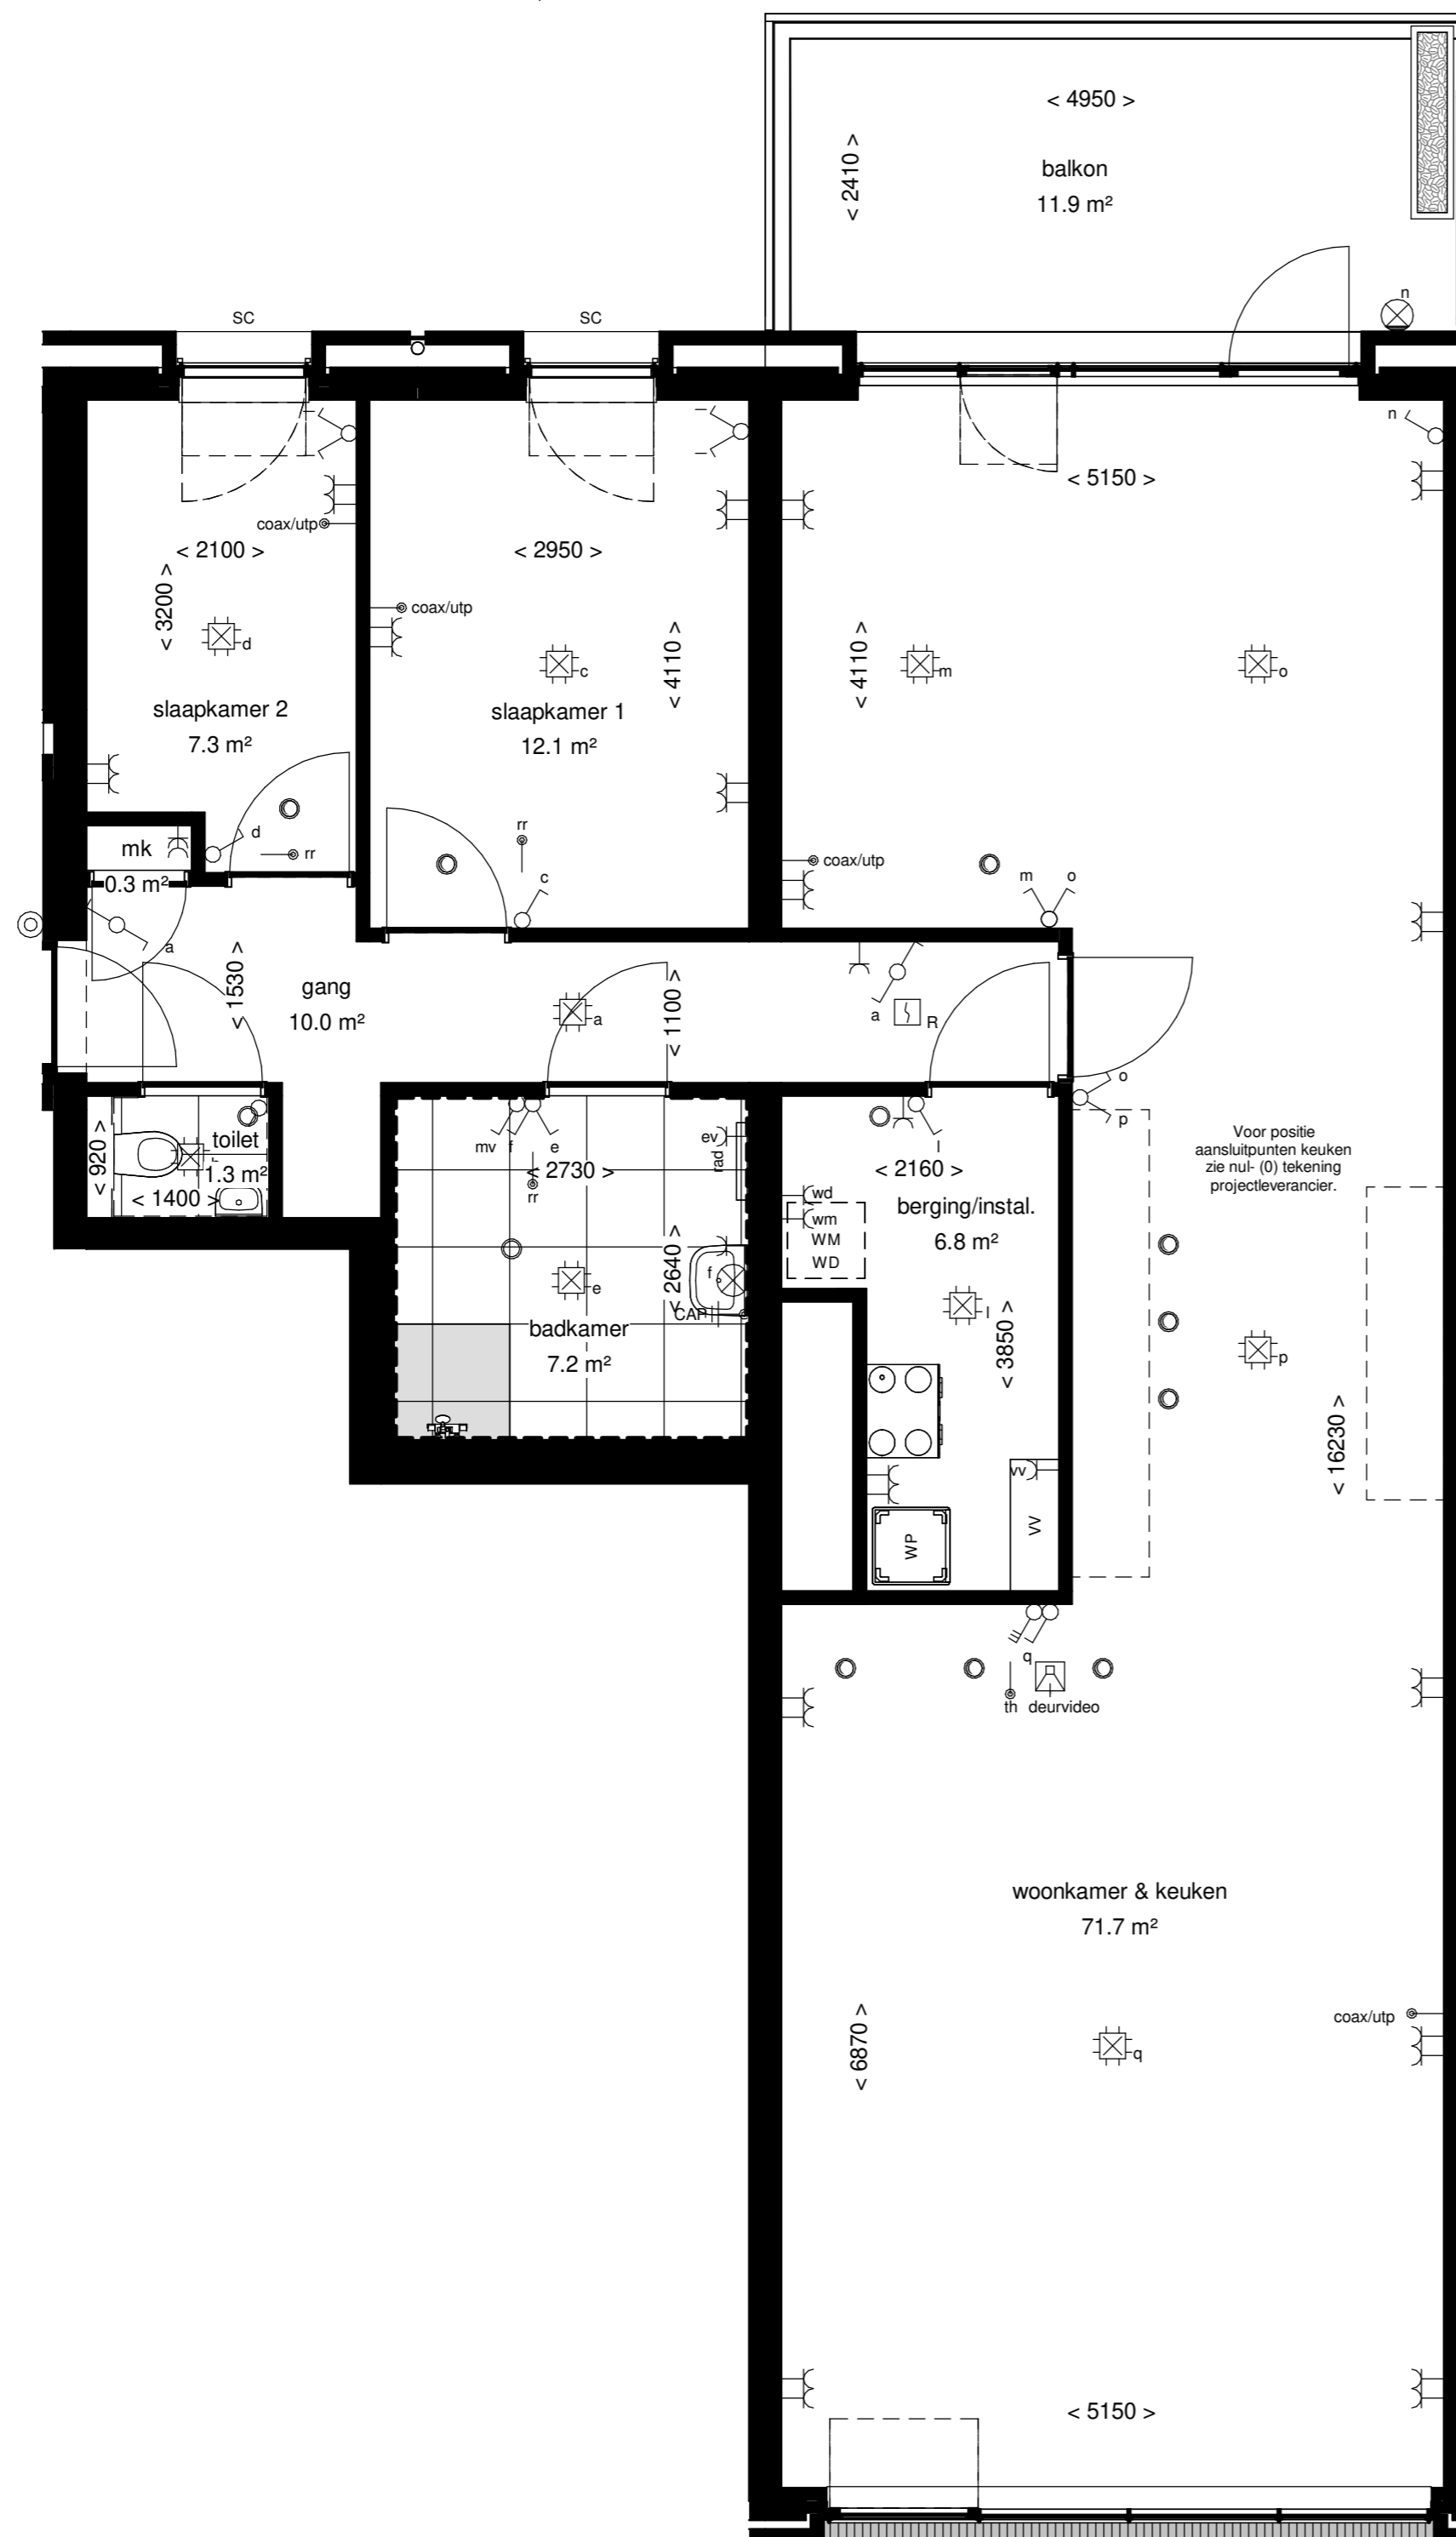 < 4950 >
< 2410 >
balkon
11.9 m²
n
SC
SC
n
< 5150 >
coax/utp
< 2100 >
< 2950 >
< 3200 >
coax/utp
d
c
< 4110 >
< 4110 >
m
o
slaapkamer 2
7.3 m²
slaapkamer 1
12.1 m²
rr
d
rr
mk
0.3 m²
c
coax/utp
m
o
a
< 1530 >
gang
10.0 m²
a
< 1100 >
a
R
o
p
toilet
1.3 m²
< 920 >
< 1400 >
mv
f
e
< 2730 >
rr
ev
rad
l
< 2160 >
berging/instal.
6.8 m²
wd
wm
WM
WD
Voor positie
aansluitpunten keuken
zie nul- (0) tekening
projectleverancier.
< 2640 >
f
e
CAP
badkamer
7.2 m²
l
< 3850 >
p
< 16230 >
vv
VV
WP
q
th
deurvideo
woonkamer & keuken
71.7 m²
coax/utp
< 6870 >
q
< 5150 >